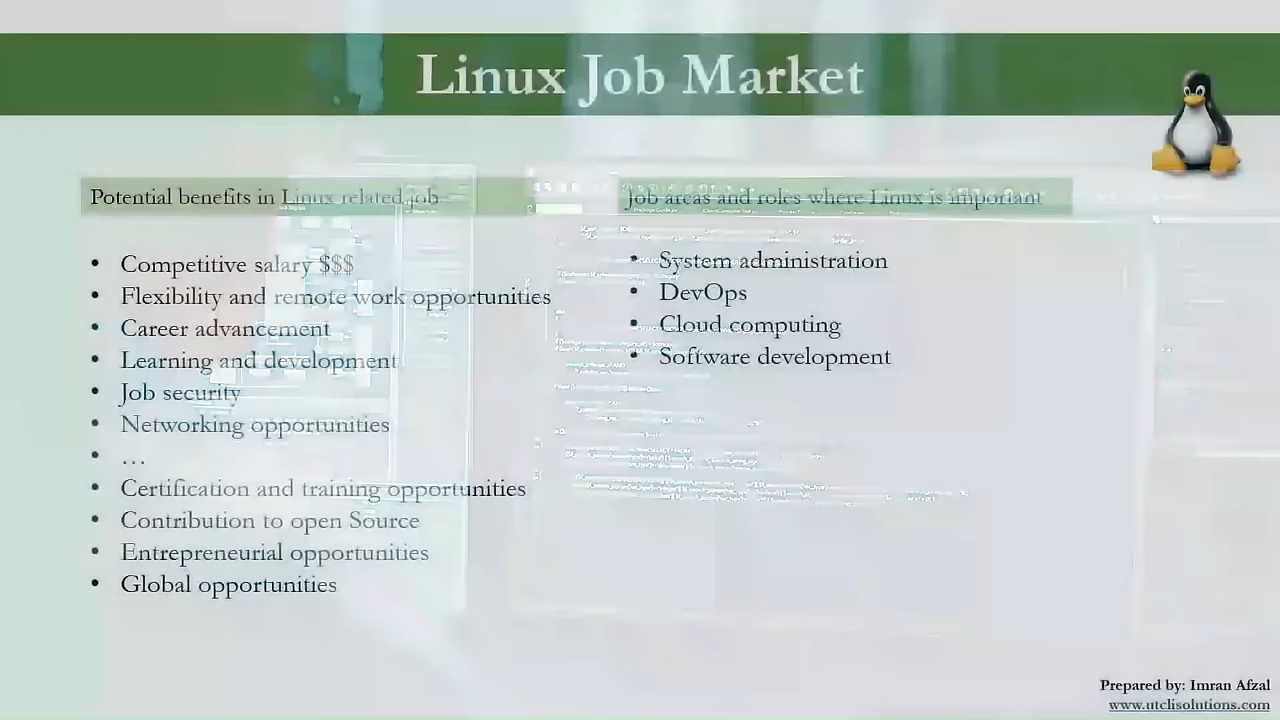 Linux Job Market
Potential benefits in Linux related job
• Competitive salary $$$
• Flexibility and remote work opportunities
• Career advancement
• Learning and development
• Job security
• Networking opportunities
• …
• Certification and training opportunities
• Contribution to open Source
• Entrepreneurial opportunities
• Global opportunities
Job areas and roles where Linux is important
• System administration
• DevOps
• Cloud computing
• Software development
Prepared by: Imran Afzal
www.utclisolutions.com